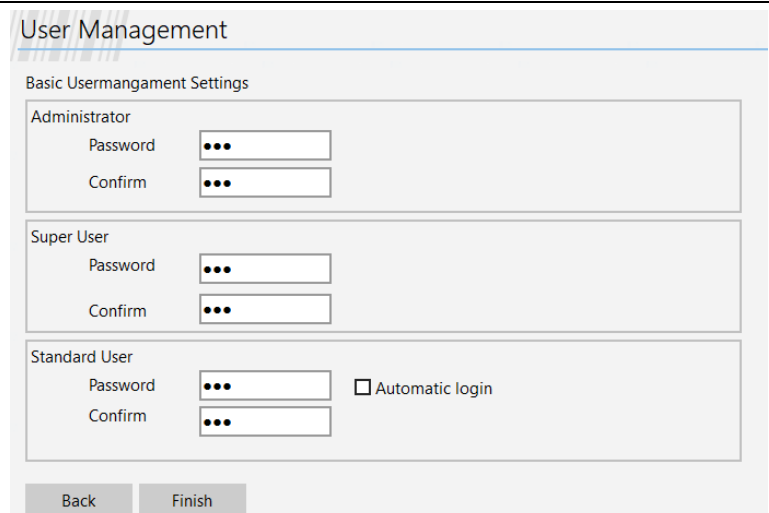 User Management
Basic Usermangament Settings
Administrator
Password •••
Confirm •••
Super User
Password •••
Confirm •••
Standard User
Password ••• Automatic login
Confirm •••
Back Finish